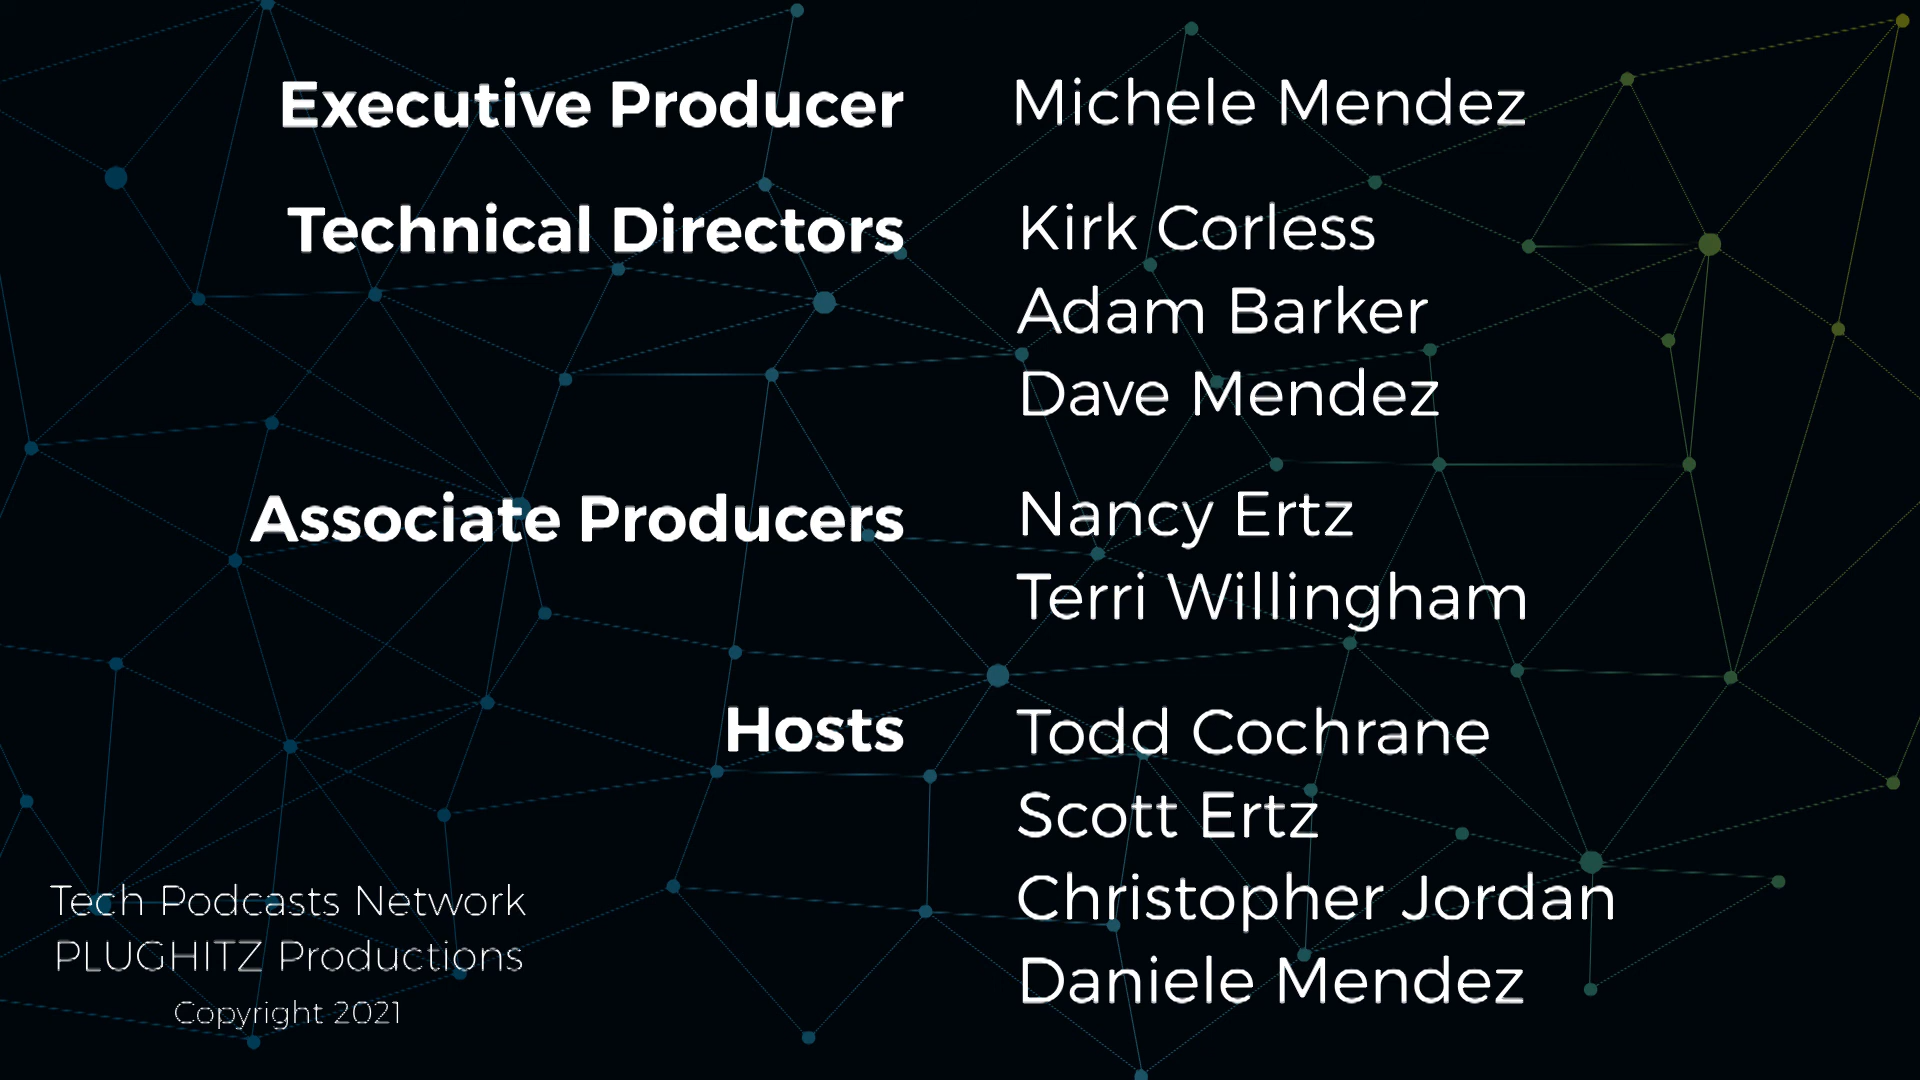 Executive Producer Michele Mendez
Technical Directors Kirk Corless
Adam Barker
Dave Mendez
Associate Producers Nancy Ertz
Terri Willingham
Hosts Todd Cochrane
Scott Ertz
Christopher Jordan
Daniele Mendez
Tech Podcasts Network
PLUGHITZ Productions
Copyright 2021